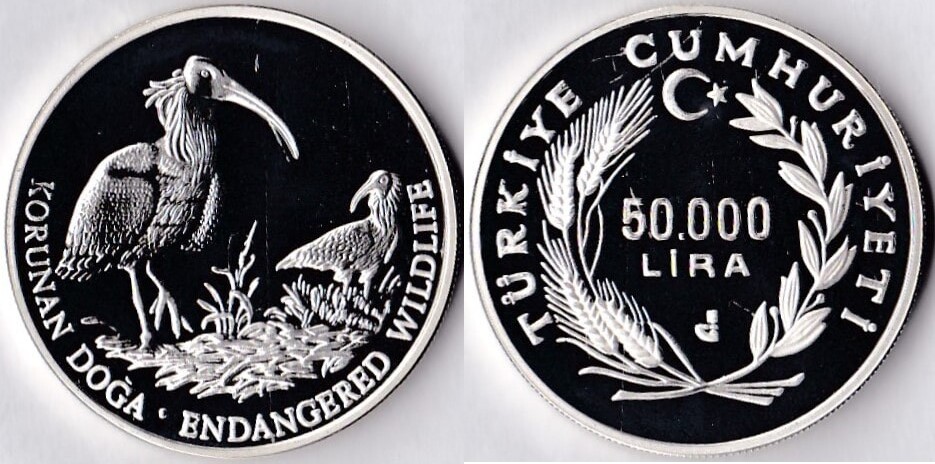 KORUNAN DOĞA · ENDANGERED WILDLIFE
TÜRKİYE CUMHURİYETİ
50.000
LİRA